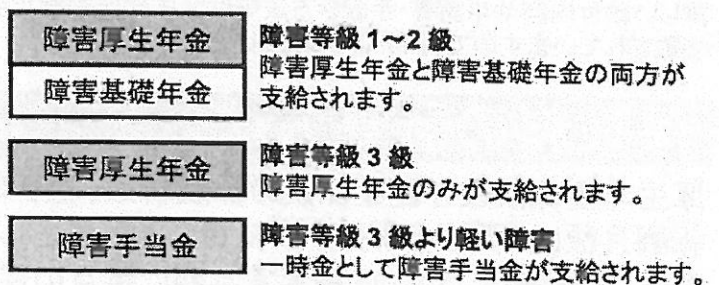 障害厚生年金
障害基礎年金
障害等級1~2級
障害厚生年金と障害基礎年金の両方が
支給されます。
障害厚生年金
障害等級3級
障害厚生年金のみが支給されます。
障害手当金
障害等級3級より軽い障害
一時金として障害手当金が支給されます。